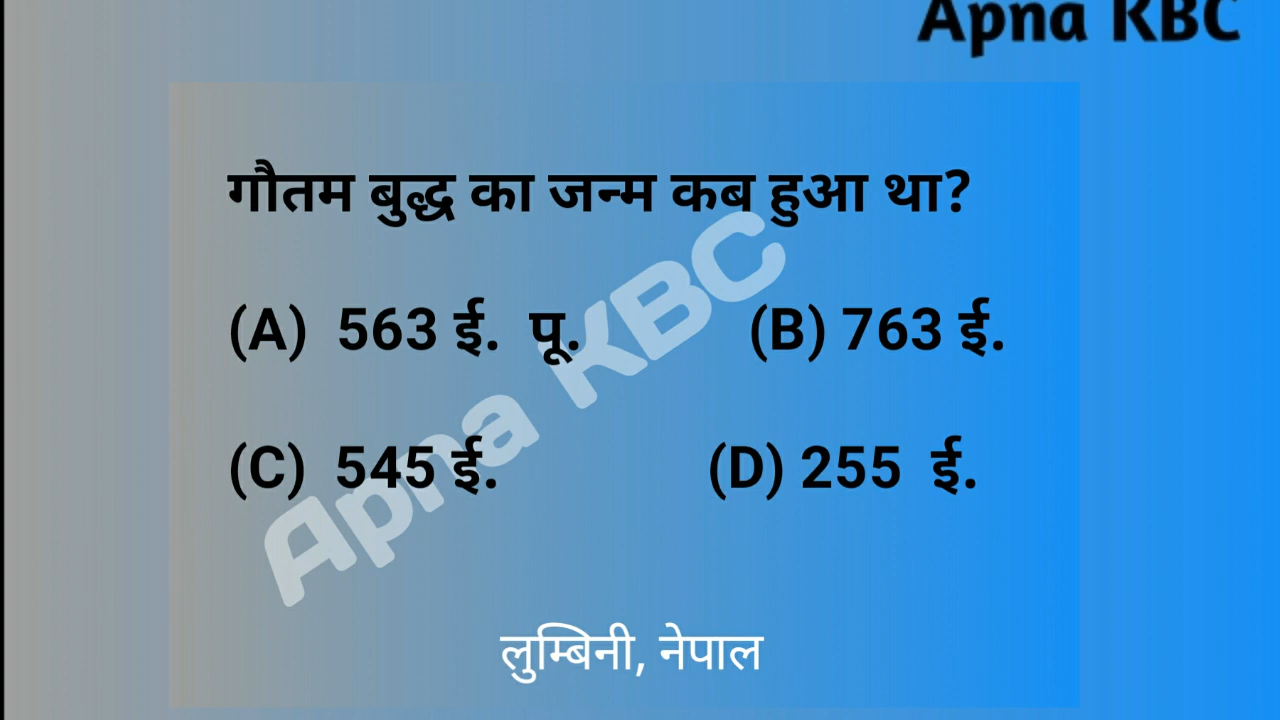 Apna KBC
गौतम बुद्ध का जन्म कब हुआ था?
(A) 563 ई. पू. (B) 763 ई.
(C) 545 ई. (D) 255 ई.
Apna KBC
लुम्बिनी, नेपाल